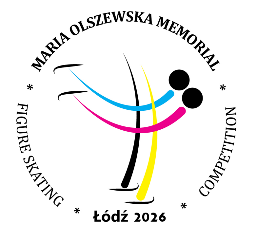 MARIA OLSZEWSKA MEMORIAL
* FIGURE SKATING *
Łódź 2026
* COMPETITION *